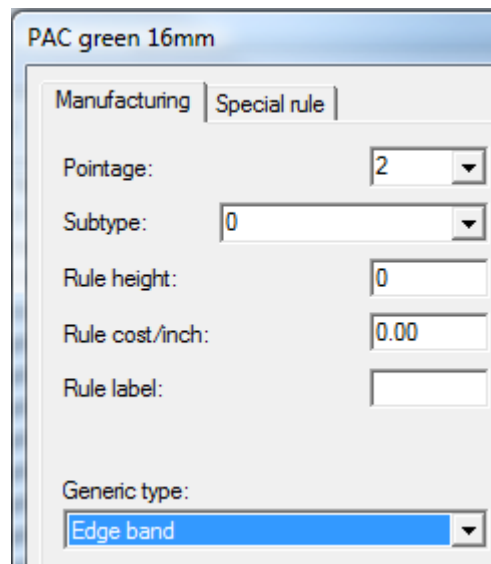 PAC green 16mm
Manufacturing Special rule
Pointage: 2
Subtype: 0
Rule height: 0
Rule cost/inch: 0.00
Rule label:
Generic type:
Edge band